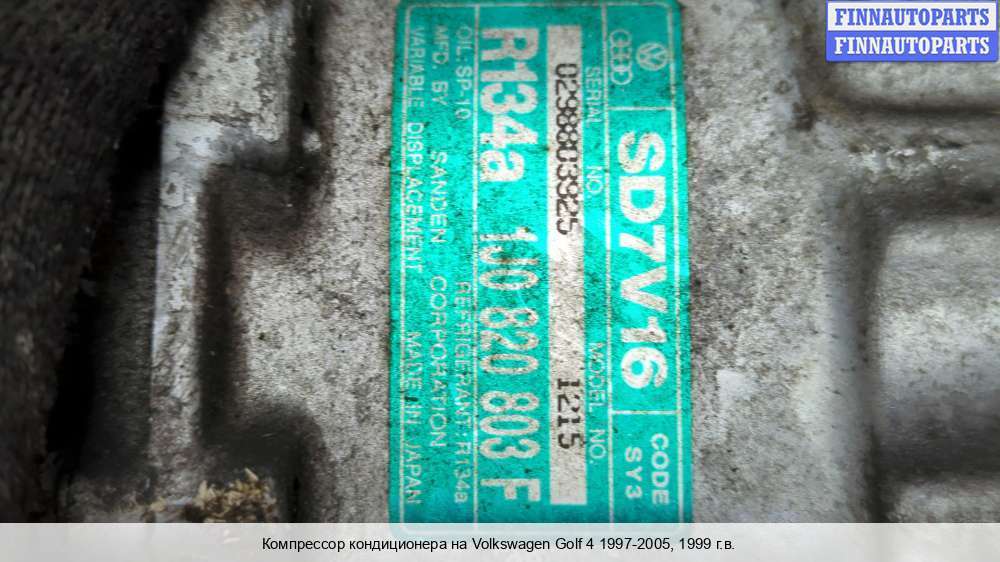 FINNAUTOPARTS
FINNAUTOPARTS
SD7V16
CODE
SY3
SERIAL NO.
MODEL NO.
02988803925
1215
R134a 1J0 820 803 F
OIL:SP-10
REFRIGERANT:R134a
MFD. BY SANDEN CORPORATION
VARIABLE DISPLACEMENT MADE IN JAPAN
Компрессор кондиционера на Volkswagen Golf 4 1997-2005, 1999 г.в.